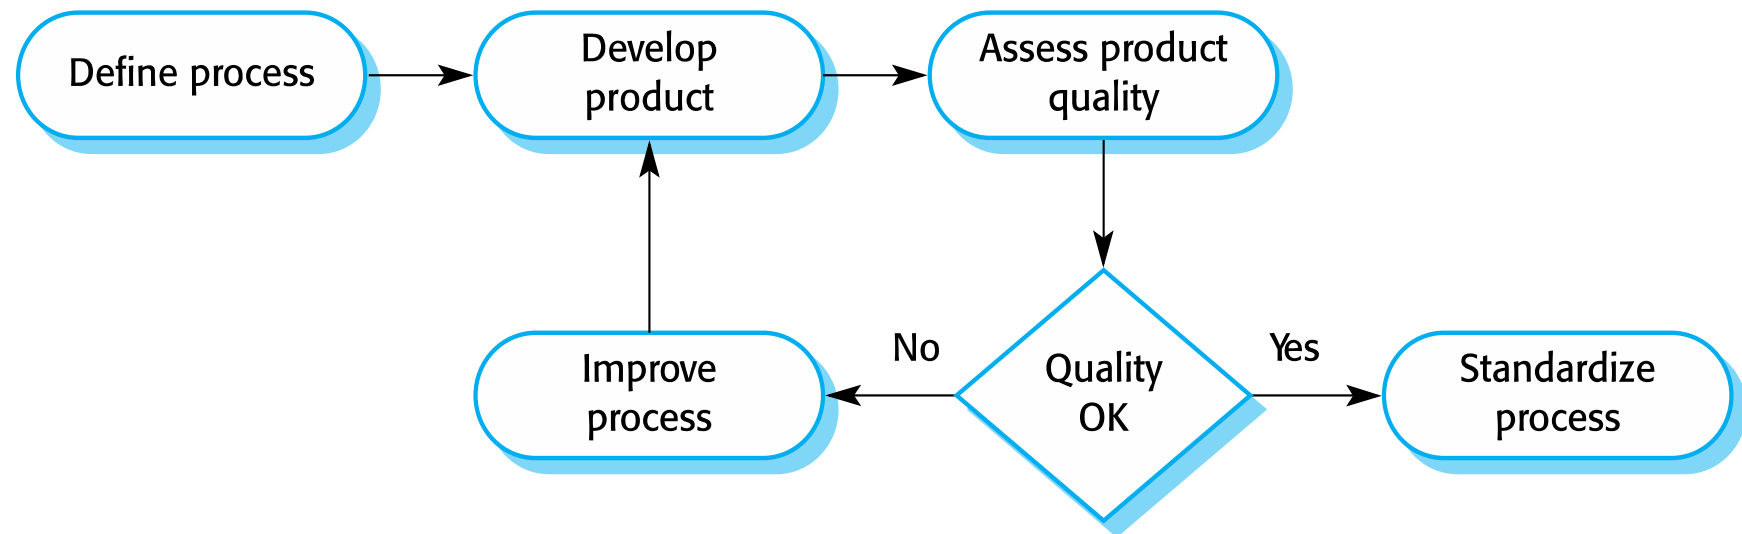 Define process
Develop
product
Assess product
quality
Improve
process
No
Quality
OK
Yes
Standardize
process